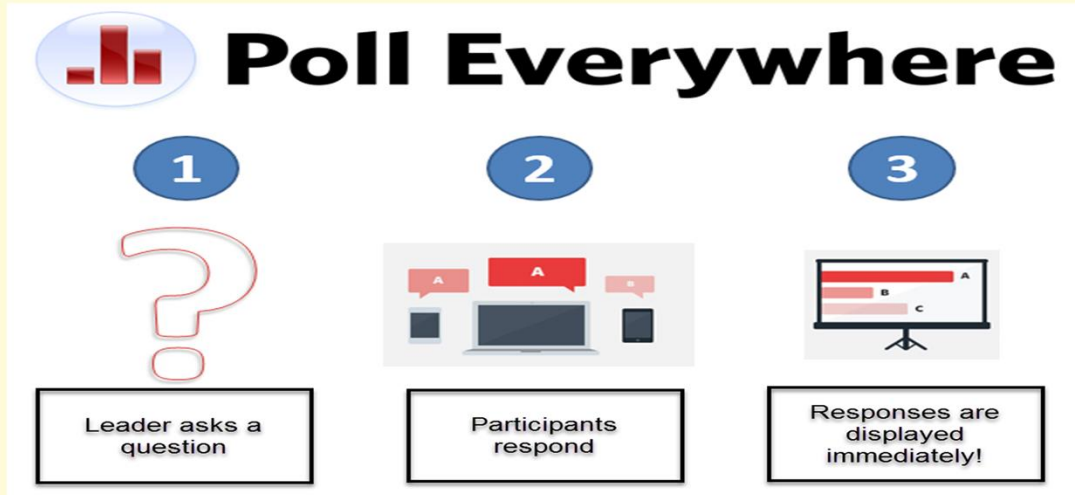 Poll Everywhere
1
2
3
A
A
B
A
B
C
Leader asks a
question
Participants
respond
Responses are
displayed
immediately!